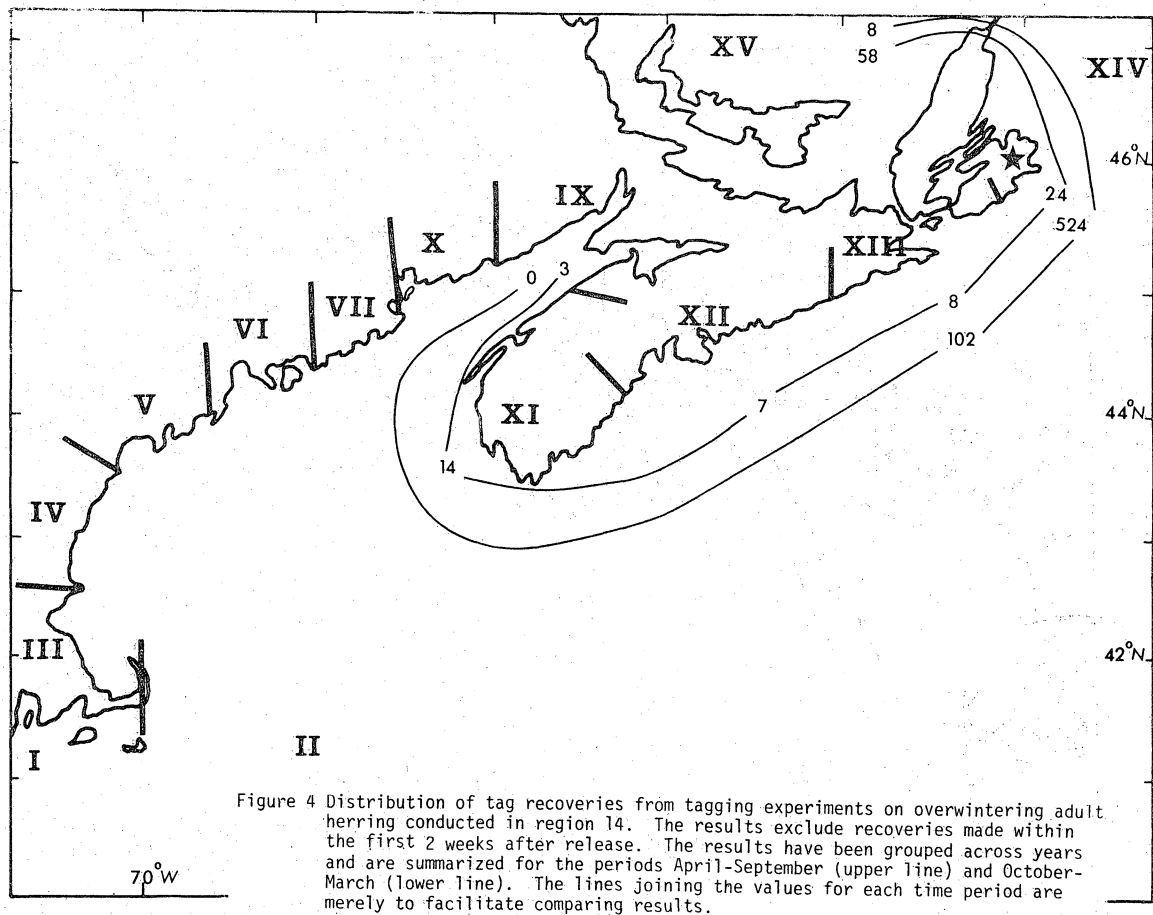 8
XV
58
XIV
46°N
24
524
IX
X
XIII
0
3
VII
8
VI
XII
102
V
7
XI
44°N
14
IV
III
42°N
II
I
Figure 4 Distribution of tag recoveries from tagging experiments on overwintering adult
herring conducted in region 14. The results exclude recoveries made within
the first 2 weeks after release. The results have been grouped across years
and are summarized for the periods April-September (upper line) and October-
March (lower line). The lines joining the values for each time period are
merely to facilitate comparing results.
70°W